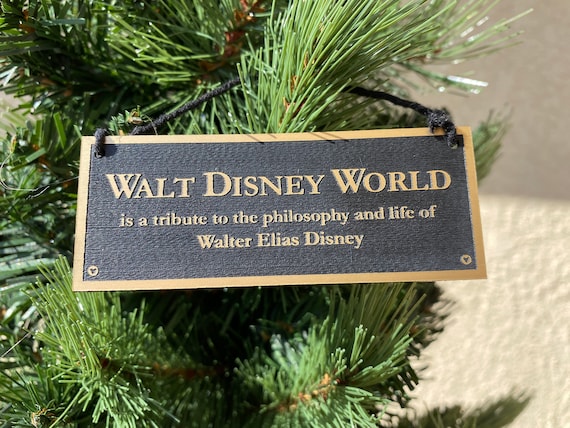 WALT DISNEY WORLD
is a tribute to the philosophy and life of
Walter Elias Disney